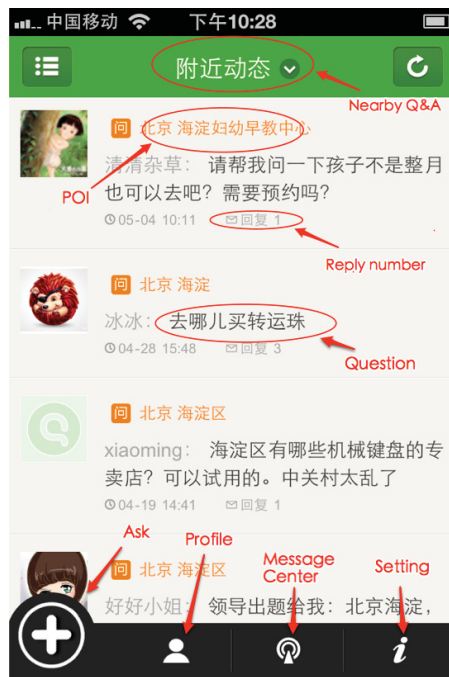 中国移动 下午10:28
附近动态
Nearby Q&A
问 北京 海淀妇幼早教中心
清清杂草： 请帮我问一下孩子不是整月
也可以去吧？需要预约吗？
POI
05-04 10:11 回复 1
Reply number
问 北京 海淀
冰冰： 去哪儿买转运珠
04-28 15:48 回复 3
Question
问 北京 海淀区
xiaoming： 海淀区有哪些机械键盘的专
卖店？可以试用的。中关村太乱了
04-19 14:41 回复 1
Ask
Profile
Message
Center
Setting
问 北京 海淀区
好好小姐： 领导出题给我：北京海淀，